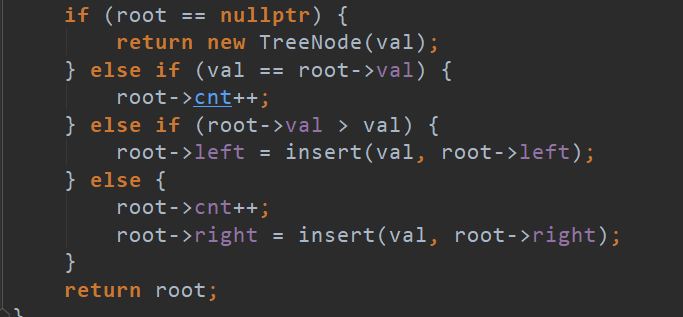 if (root == nullptr) {
return new TreeNode(val);
} else if (val == root->val) {
root->cnt++;
} else if (root->val > val) {
root->left = insert(val, root->left);
} else {
root->cnt++;
root->right = insert(val, root->right);
}
return root;
}